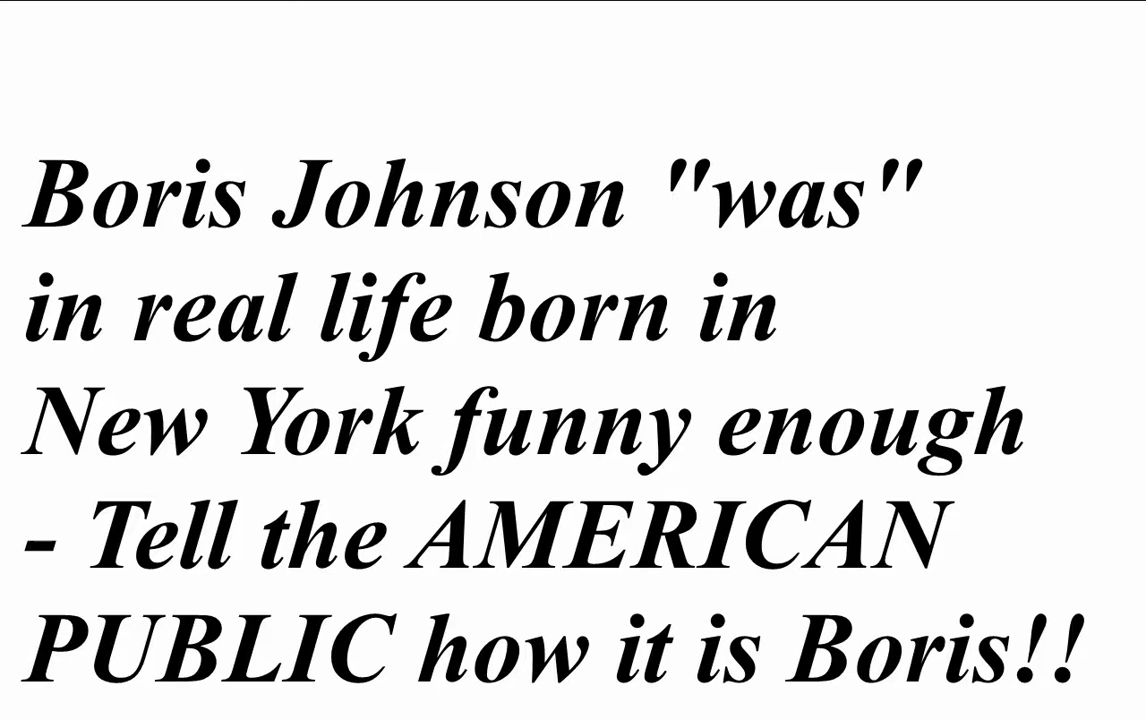 Boris Johnson "was"
in real life born in
New York funny enough
- Tell the AMERICAN
PUBLIC how it is Boris!!